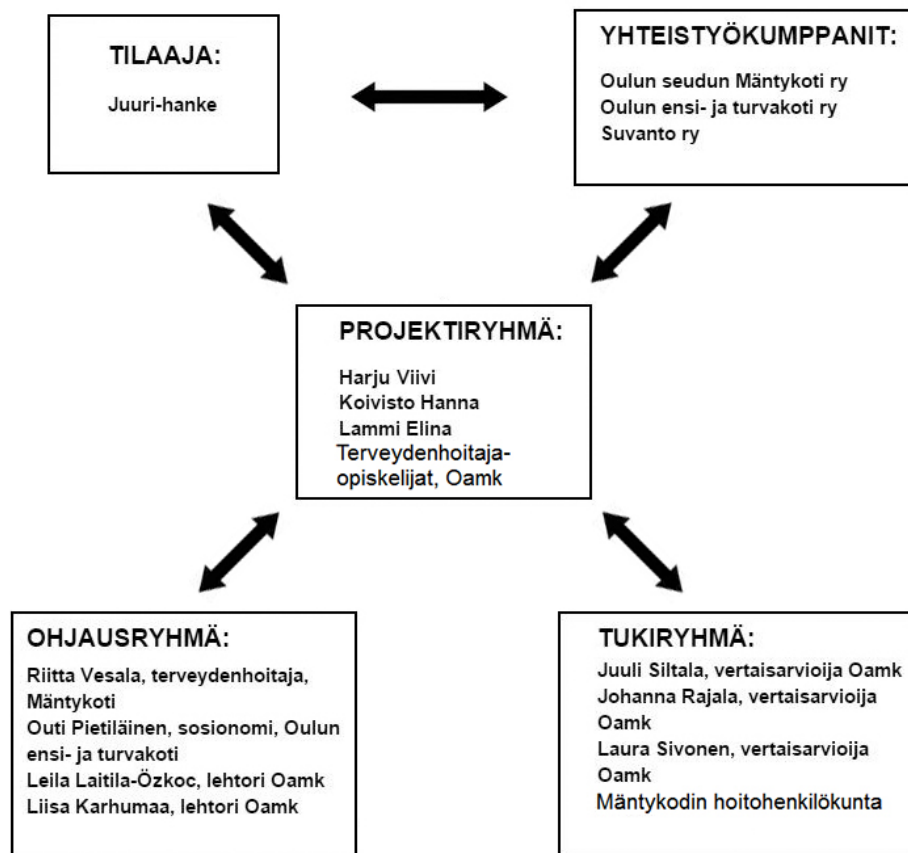 TILAAJA:
Juuri-hanke
YHTEISTYÖKUMPPANIT:
Oulun seudun Mäntykoti ry
Oulun ensi- ja turvakoti ry
Suvanto ry
PROJEKTIRYHMÄ:
Harju Viivi
Koivisto Hanna
Lammi Elina
Terveydenhoitaja-
opiskelijat, Oamk
OHJAUSRYHMÄ:
Riitta Vesala, terveydenhoitaja,
Mäntykoti
Outi Pietiläinen, sosionomi, Oulun
ensi- ja turvakoti
Leila Laitila-Özkoc, lehtori Oamk
Liisa Karhumaa, lehtori Oamk
TUKIRYHMÄ:
Juuli Siltala, vertaisarvioija Oamk
Johanna Rajala, vertaisarvioija
Oamk
Laura Sivonen, vertaisarvioija
Oamk
Mäntykodin hoitohenkilökunta